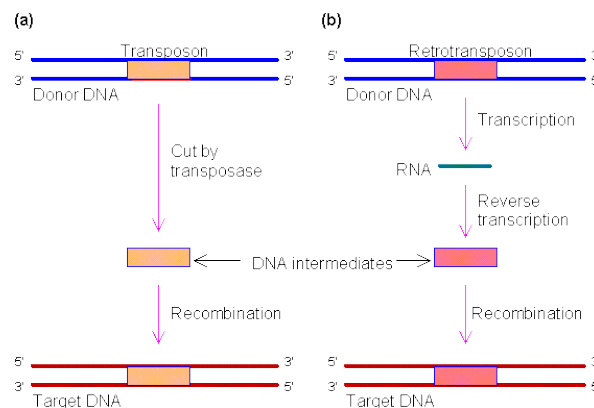 (a)
Transposon
5' 3'
3' 5'
Donor DNA
Cut by
transposase
DNA intermediates
Recombination
5' 3'
3' 5'
Target DNA
(b)
Retrotransposon
5' 3'
3' 5'
Donor DNA
Transcription
RNA
Reverse
transcription
Recombination
5' 3'
3' 5'
Target DNA